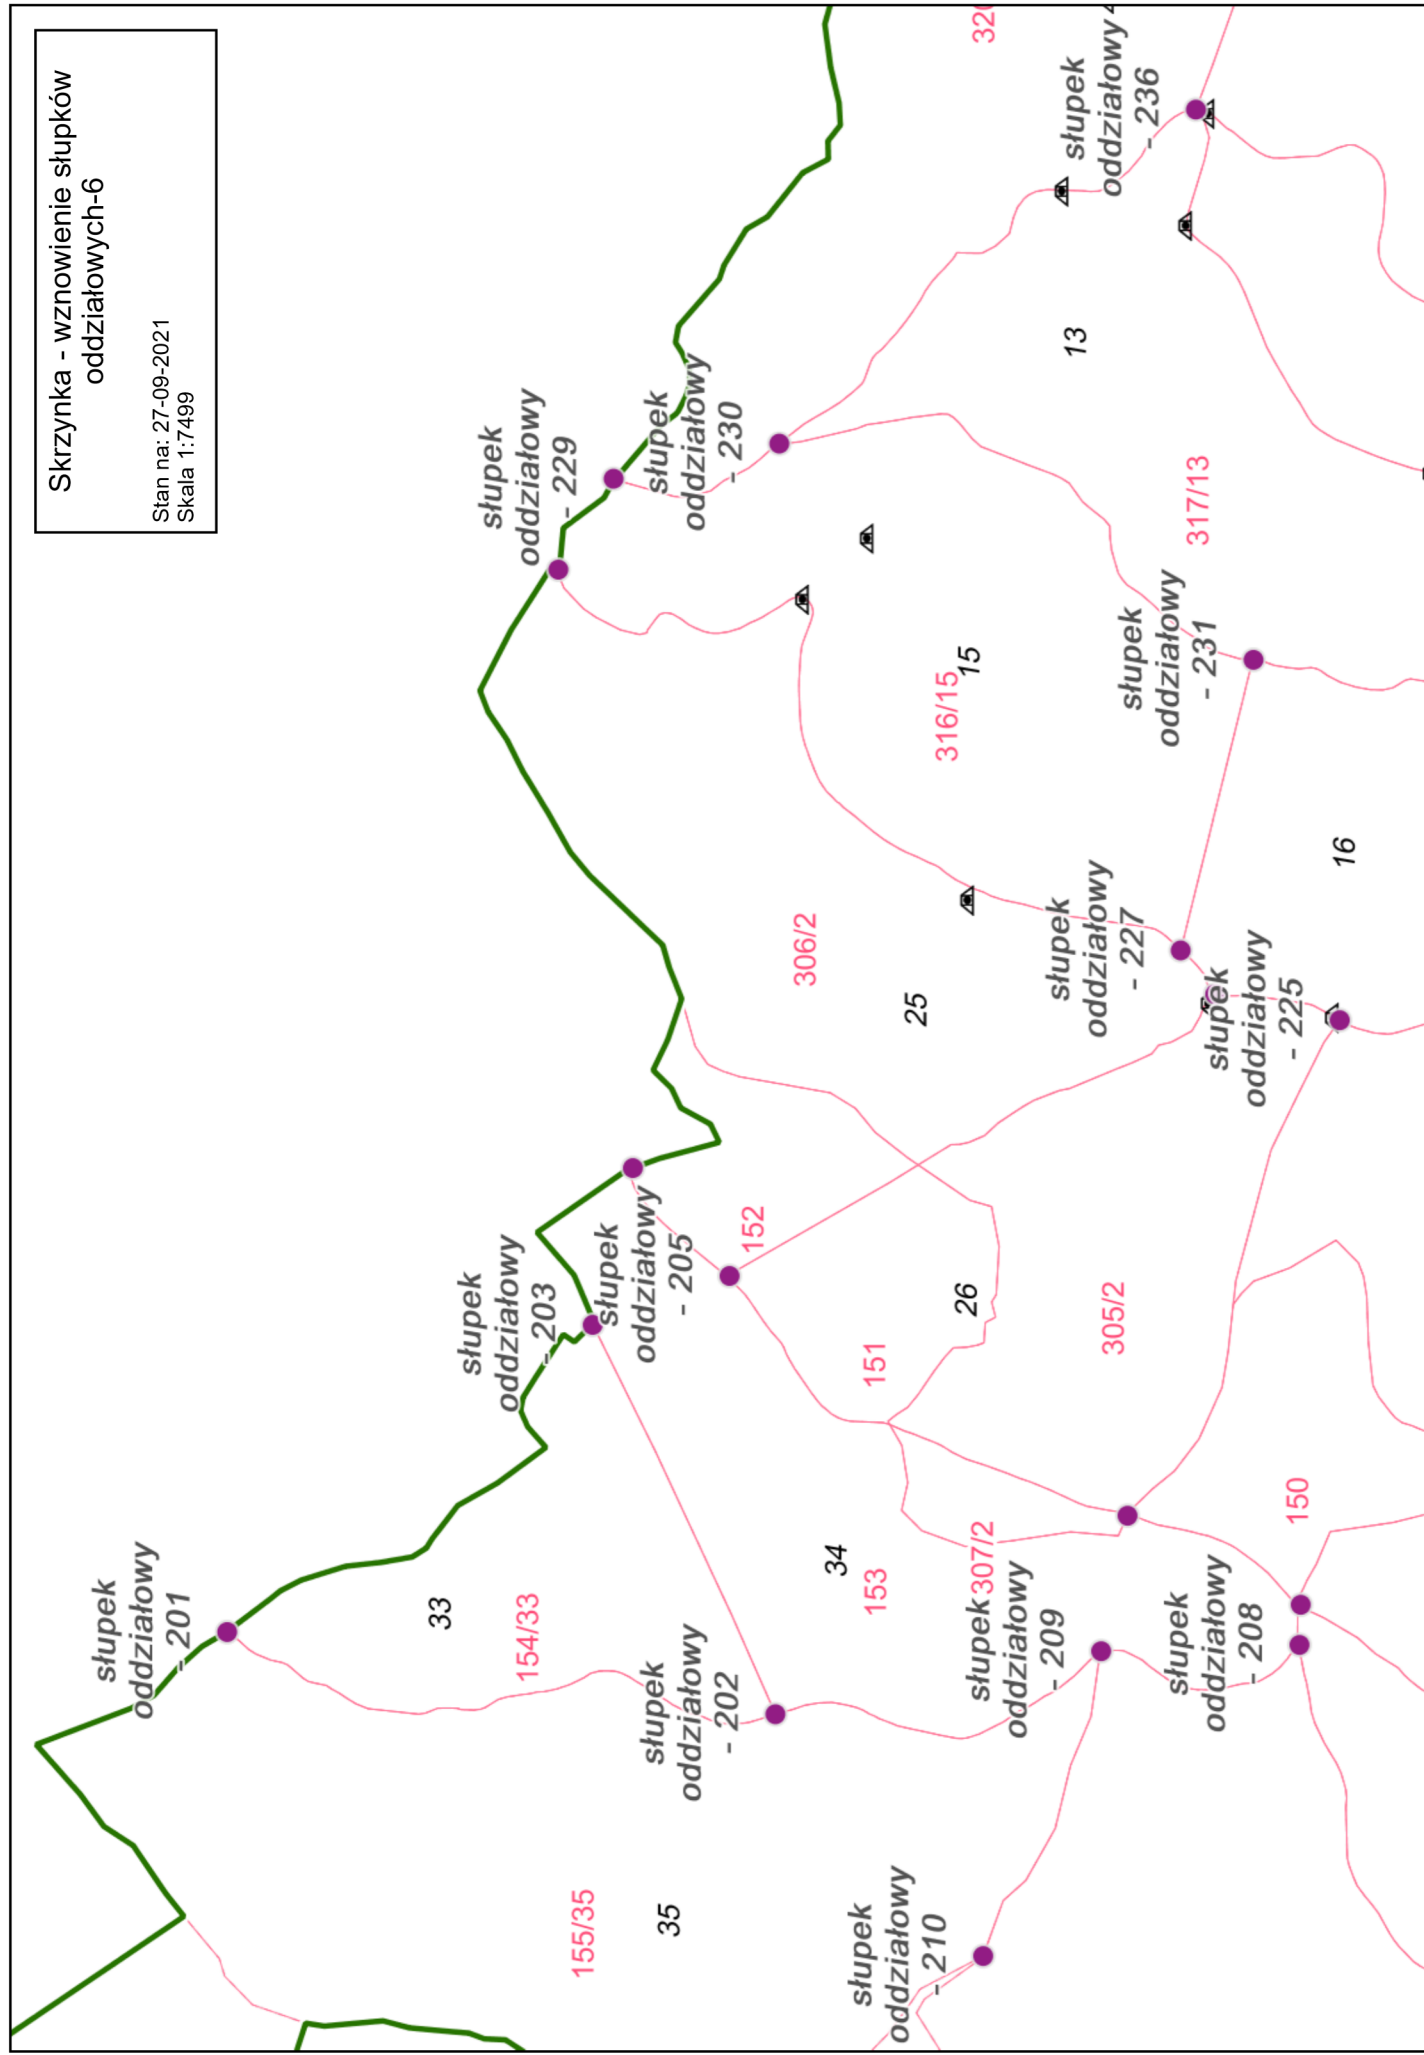 Skrzynka - wznowienie słupków
oddziałowych-6
Stan na: 27-09-2021
Skala 1:7499
słupek
oddziałowy
- 201
33
154/33
155/35
35
słupek
oddziałowy
- 202
słupek
oddziałowy
- 210
słupek
oddziałowy
- 203
słupek
oddziałowy
- 205
152
151
34
153
26
307/2
słupek
oddziałowy
- 209
305/2
słupek
oddziałowy
- 208
150
słupek
oddziałowy
- 229
słupek
oddziałowy
- 230
306/2
25
316/15
15
słupek
oddziałowy
- 227
słupek
oddziałowy
- 225
słupek
oddziałowy
- 231
16
320
słupek
oddziałowy
- 236
13
317/13